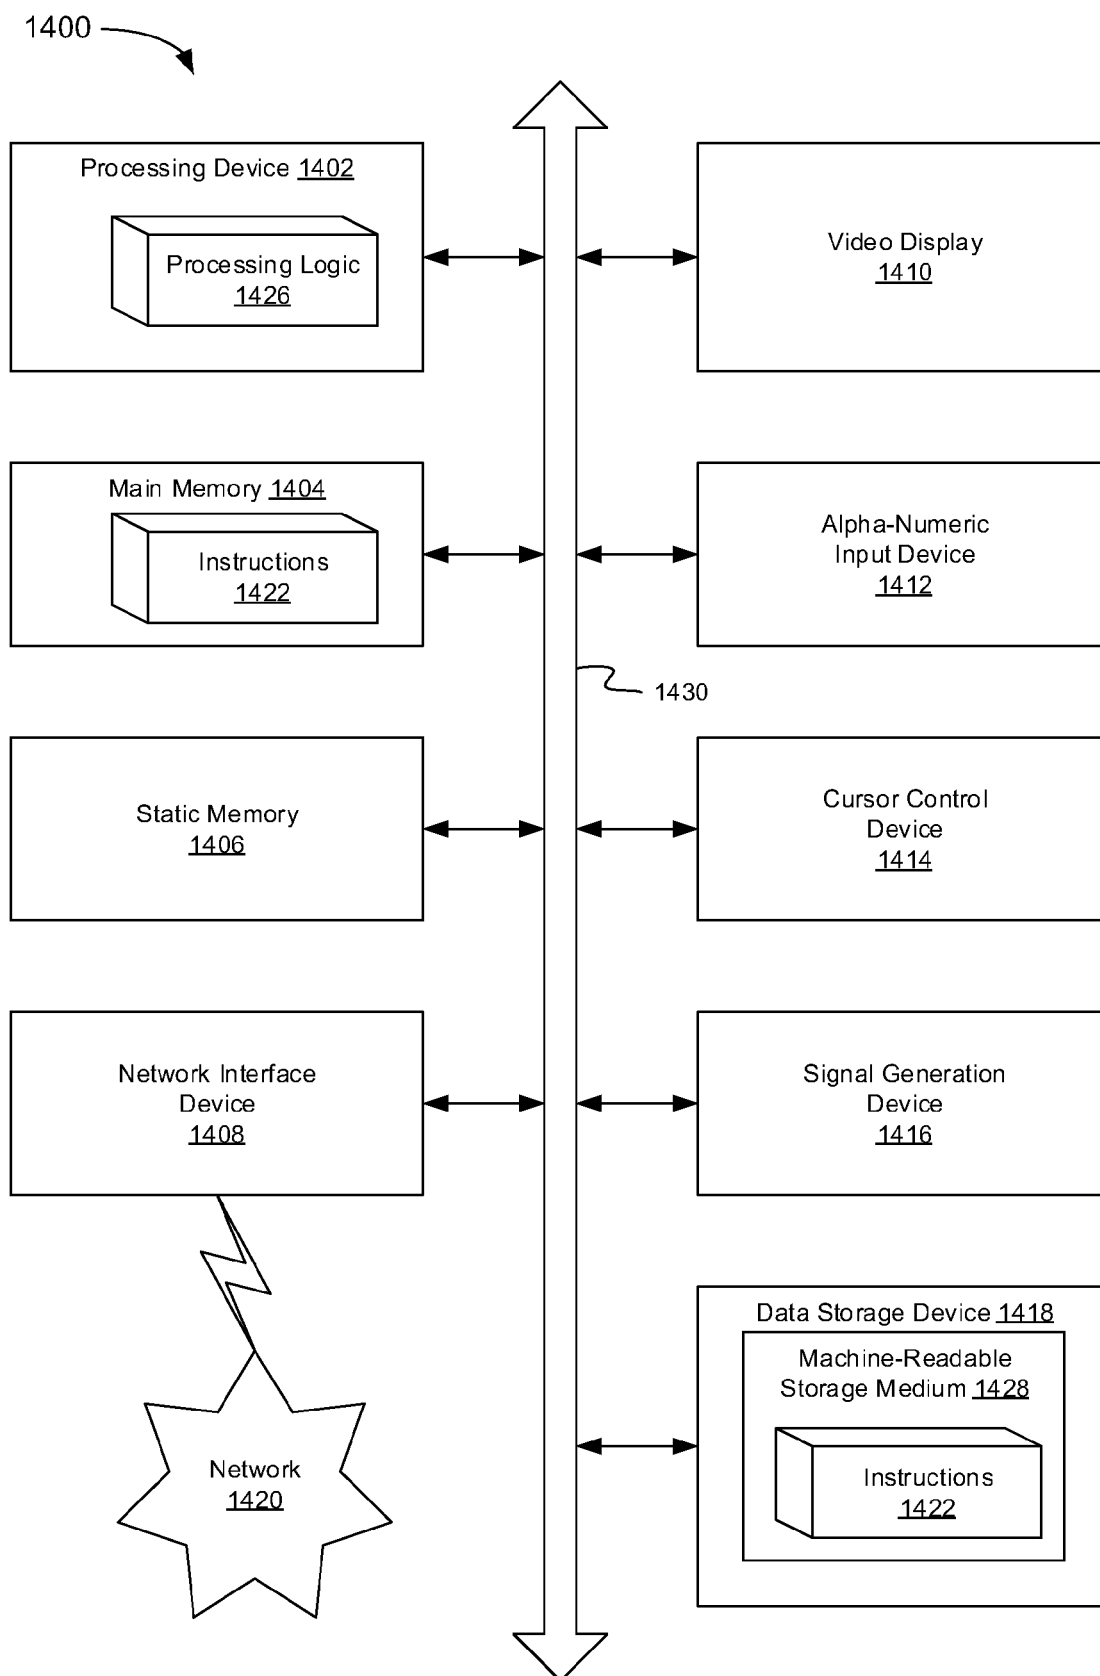 1400
Processing Device 1402
Processing Logic
1426
Video Display
1410
Main Memory 1404
Instructions
1422
Alpha-Numeric
Input Device
1412
1430
Static Memory
1406
Cursor Control
Device
1414
Network Interface
Device
1408
Signal Generation
Device
1416
Data Storage Device 1418
Machine-Readable
Storage Medium 1428
Instructions
1422
Network
1420